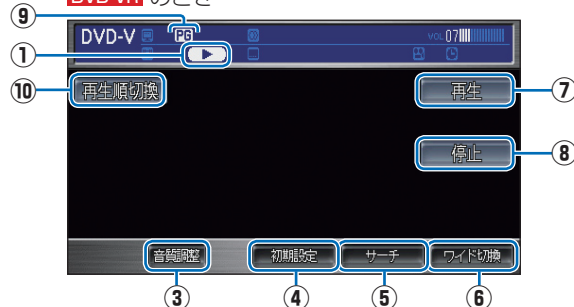 DVD-VR のとき
⑨
DVD-V PG VOL 07
①
⑩ 再生順切換 再生 ⑦
停止 ⑧
音質調整 初期設定 サーチ ワイド切換
③ ④ ⑤ ⑥